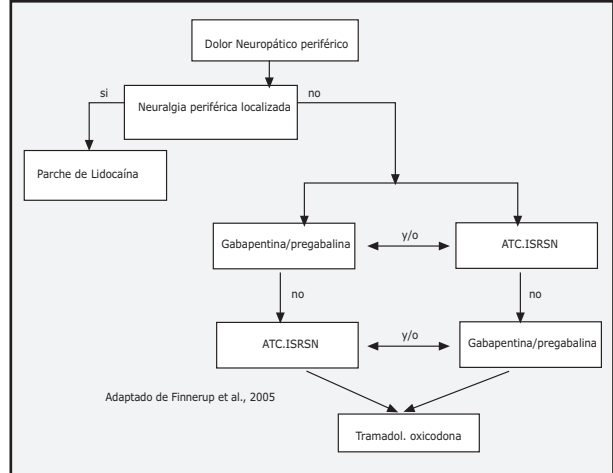 Dolor Neuropático periférico
si
Neuralgia periférica localizada
no
Parche de Lidocaína
Gabapentina/pregabalina
y/o
ATC.ISRSN
no
no
ATC.ISRSN
y/o
Gabapentina/pregabalina
Adaptado de Finnerup et al., 2005
Tramadol. oxicodona